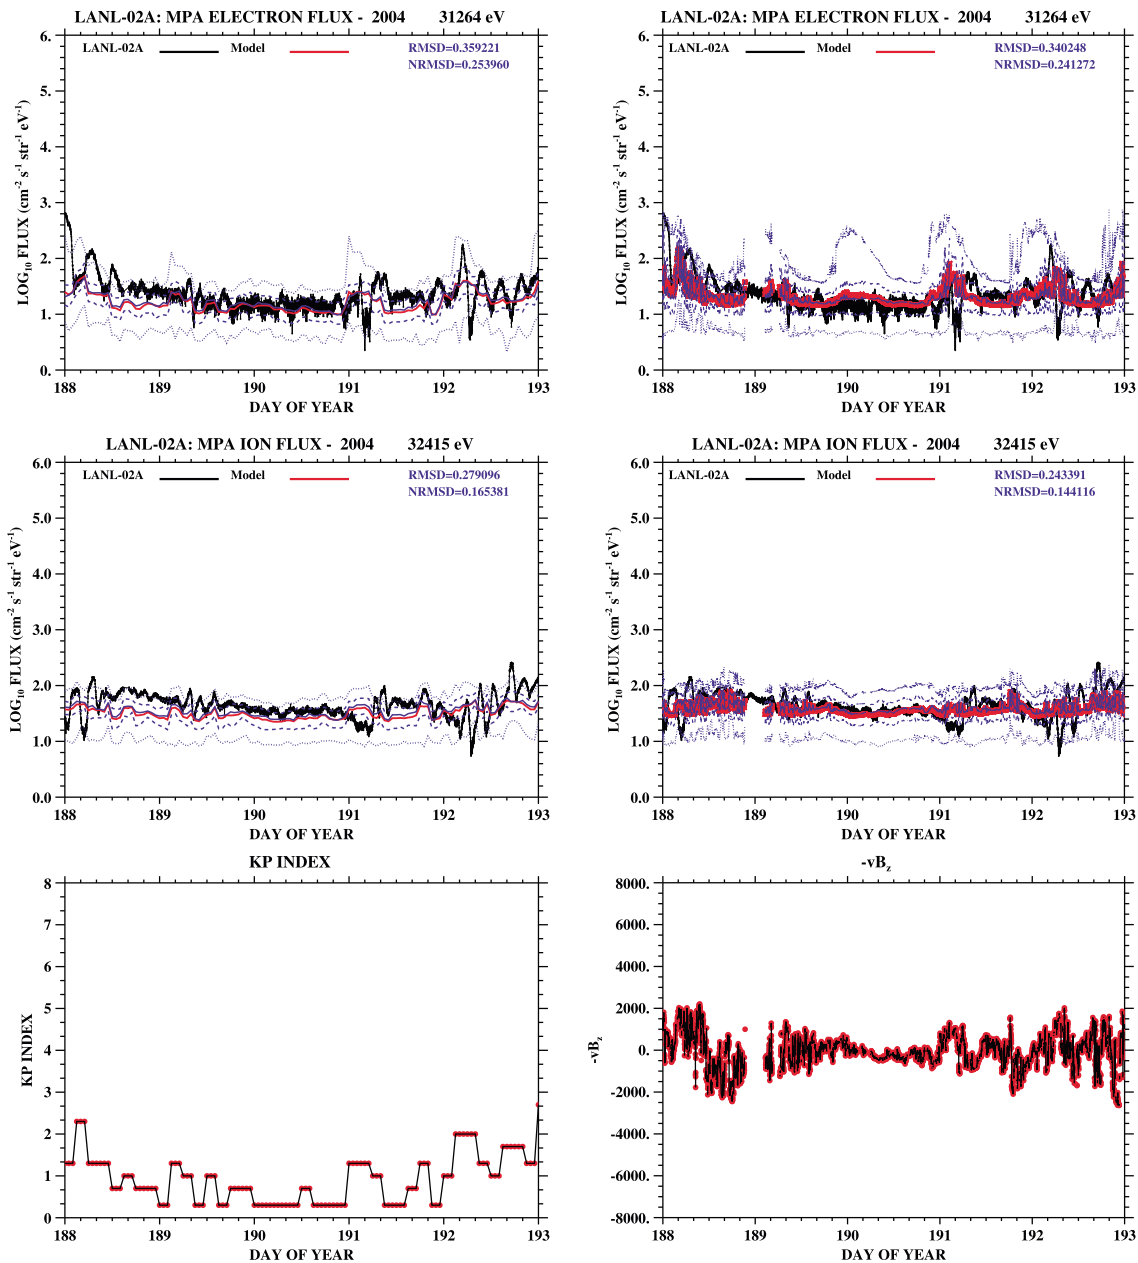 LANL-02A: MPA ELECTRON FLUX - 2004 31264 eV
6.
5.
4.
3.
2.
1.
0.
LOG10 FLUX (cm-2 s-1 str-1 eV-1)
LANL-02A Model
RMSD=0.359221
NRMSD=0.253960
188 189 190 191 192 193
DAY OF YEAR
LANL-02A: MPA ELECTRON FLUX - 2004 31264 eV
6.
5.
4.
3.
2.
1.
0.
LOG10 FLUX (cm-2 s-1 str-1 eV-1)
LANL-02A Model
RMSD=0.340248
NRMSD=0.241272
188 189 190 191 192 193
DAY OF YEAR
LANL-02A: MPA ION FLUX - 2004 32415 eV
6.0
5.0
4.0
3.0
2.0
1.0
0.0
LOG10 FLUX (cm-2 s-1 str-1 eV-1)
LANL-02A Model
RMSD=0.279096
NRMSD=0.165381
188 189 190 191 192 193
DAY OF YEAR
LANL-02A: MPA ION FLUX - 2004 32415 eV
6.0
5.0
4.0
3.0
2.0
1.0
0.0
LOG10 FLUX (cm-2 s-1 str-1 eV-1)
LANL-02A Model
RMSD=0.243391
NRMSD=0.144116
188 189 190 191 192 193
DAY OF YEAR
KP INDEX
8
7
6
5
4
3
2
1
0
KP INDEX
188 189 190 191 192 193
DAY OF YEAR
-vBz
8000.
6000.
4000.
2000.
0.
-2000.
-4000.
-6000.
-8000.
-vBz
188 189 190 191 192 193
DAY OF YEAR